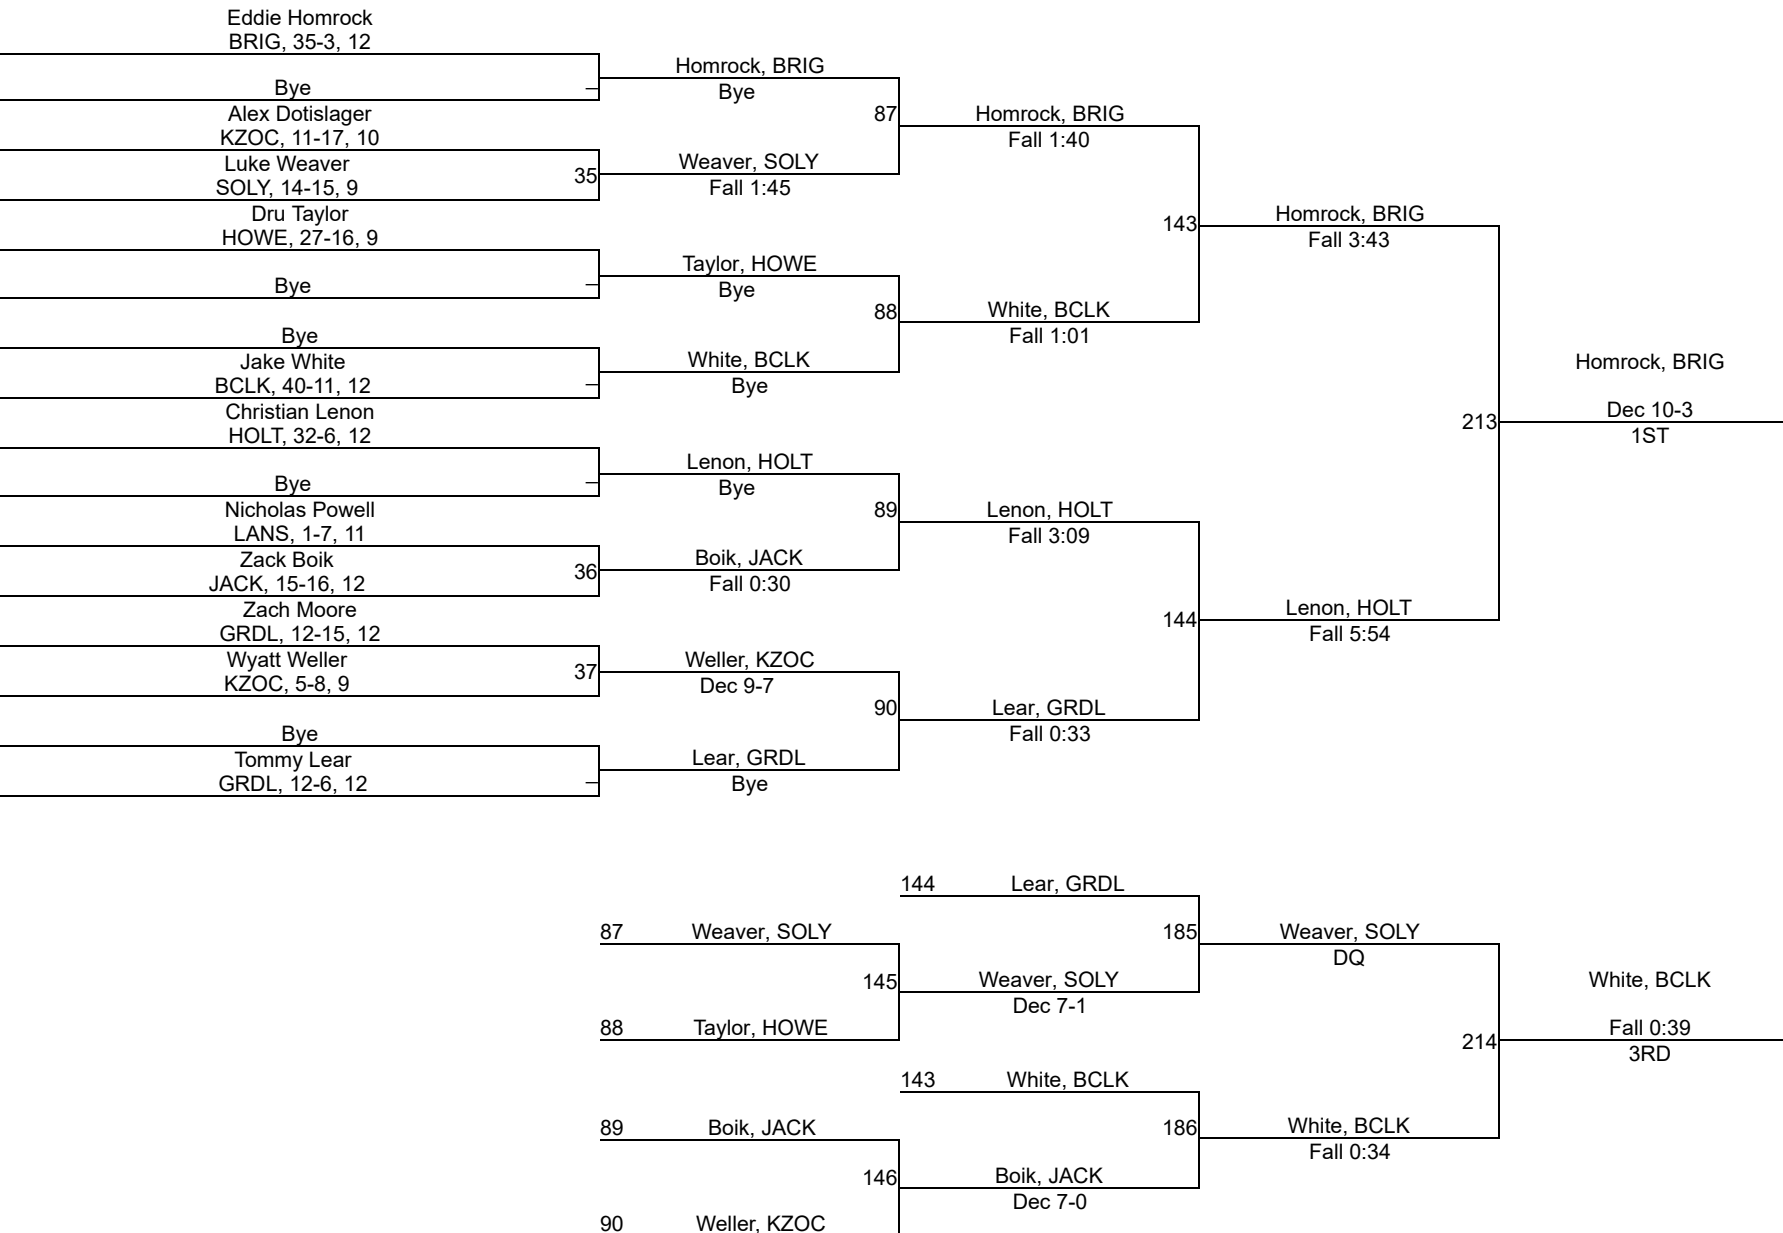 Eddie Homrock
BRIG, 35-3, 12
Bye
Alex Dotislager
KZOC, 11-17, 10
Luke Weaver
SOLY, 14-15, 9
35
Dru Taylor
HOWE, 27-16, 9
Bye
Bye
Jake White
BCLK, 40-11, 12
Christian Lenon
HOLT, 32-6, 12
Bye
Nicholas Powell
LANS, 1-7, 11
Zack Boik
JACK, 15-16, 12
36
Zach Moore
GRDL, 12-15, 12
Wyatt Weller
KZOC, 5-8, 9
37
Bye
Tommy Lear
GRDL, 12-6, 12
Homrock, BRIG
Bye
87
Weaver, SOLY
Fall 1:45
Taylor, HOWE
Bye
88
White, BCLK
Bye
Lenon, HOLT
Bye
89
Boik, JACK
Fall 0:30
Weller, KZOC
Dec 9-7
90
Lear, GRDL
Bye
Homrock, BRIG
Fall 1:40
143
White, BCLK
Fall 1:01
Lenon, HOLT
Fall 3:09
144
Lear, GRDL
Fall 0:33
Homrock, BRIG
Fall 3:43
213
Lenon, HOLT
Fall 5:54
Homrock, BRIG
Dec 10-3
1ST
144 Lear, GRDL
87 Weaver, SOLY
145
88 Taylor, HOWE
Weaver, SOLY
Dec 7-1
185
143 White, BCLK
89 Boik, JACK
146
90 Weller, KZOC
Boik, JACK
Dec 7-0
186
Weaver, SOLY
DQ
214
White, BCLK
Fall 0:34
White, BCLK
Fall 0:39
3RD